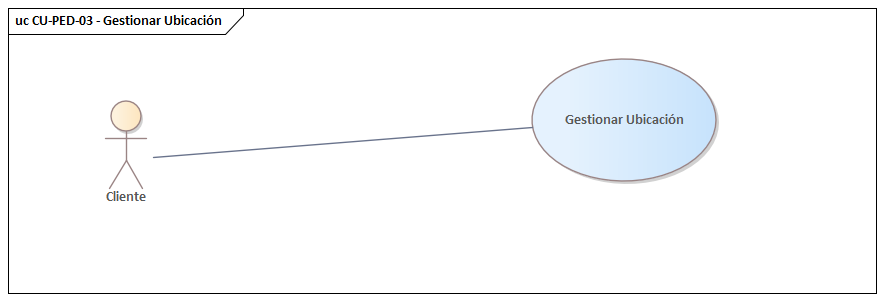 uc CU-PED-03 - Gestionar Ubicación
Gestionar Ubicación
Cliente